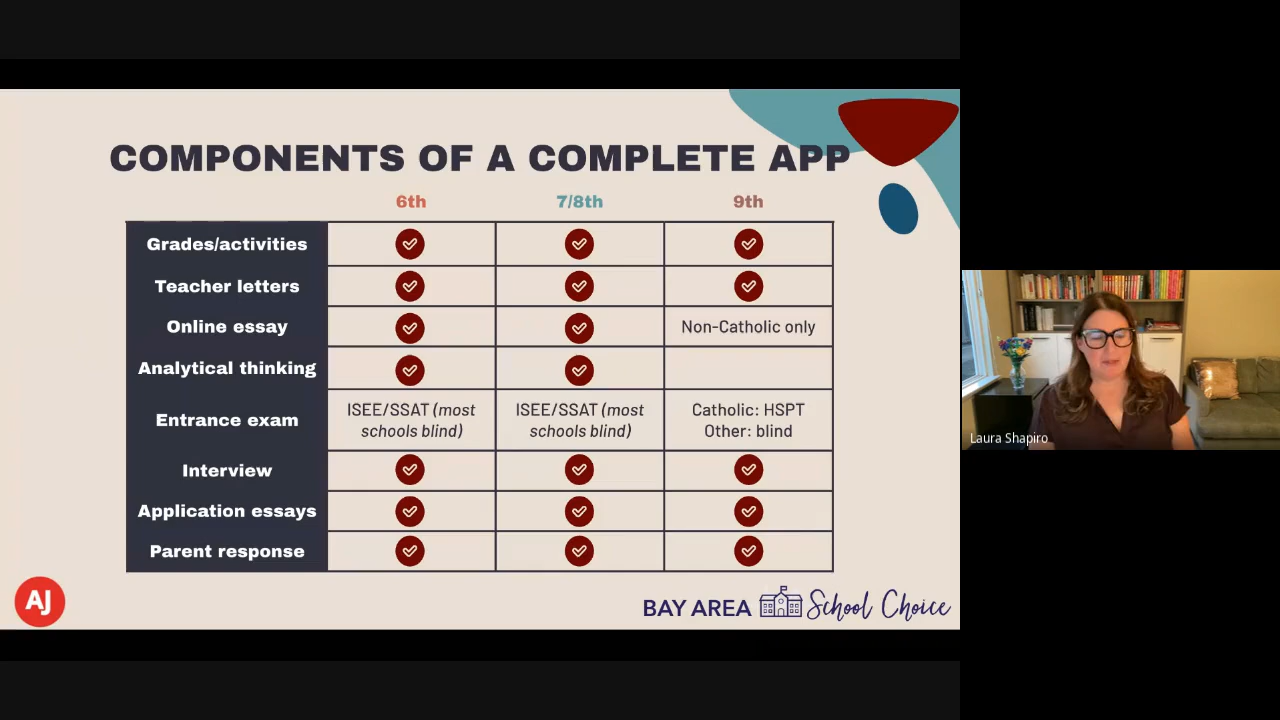 COMPONENTS OF A COMPLETE APP
6th 7/8th 9th
Grades/activities
Teacher letters
Online essay Non-Catholic only
Analytical thinking
Entrance exam ISEE/SSAT (most schools blind) ISEE/SSAT (most schools blind) Catholic: HSPT Other: blind
Interview
Application essays
Parent response
AJ
BAY AREA School Choice
Laura Shapiro